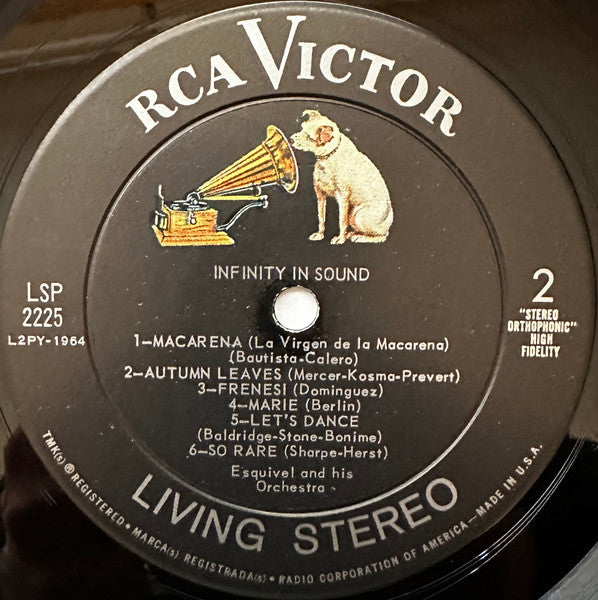 RCA VICTOR
INFINITY IN SOUND
LSP
2225
L2PY-1964
2
"STEREO
ORTHOPHONIC"
HIGH
FIDELITY
1—MACARENA (La Virgen de la Macarena)
(Bautista-Calero)
2—AUTUMN LEAVES (Mercer-Kosma-Prevert)
3—FRENESI (Dominguez)
4—MARIE (Berlin)
5—LET'S DANCE
(Baldridge-Stone-Bonime)
6—SO RARE (Sharpe-Herst)
Esquivel and his
Orchestra
LIVING STEREO
TMK(s) ® REGISTERED • MARCA(s) REGISTRADA(s) • RADIO CORPORATION OF AMERICA—MADE IN U.S.A.